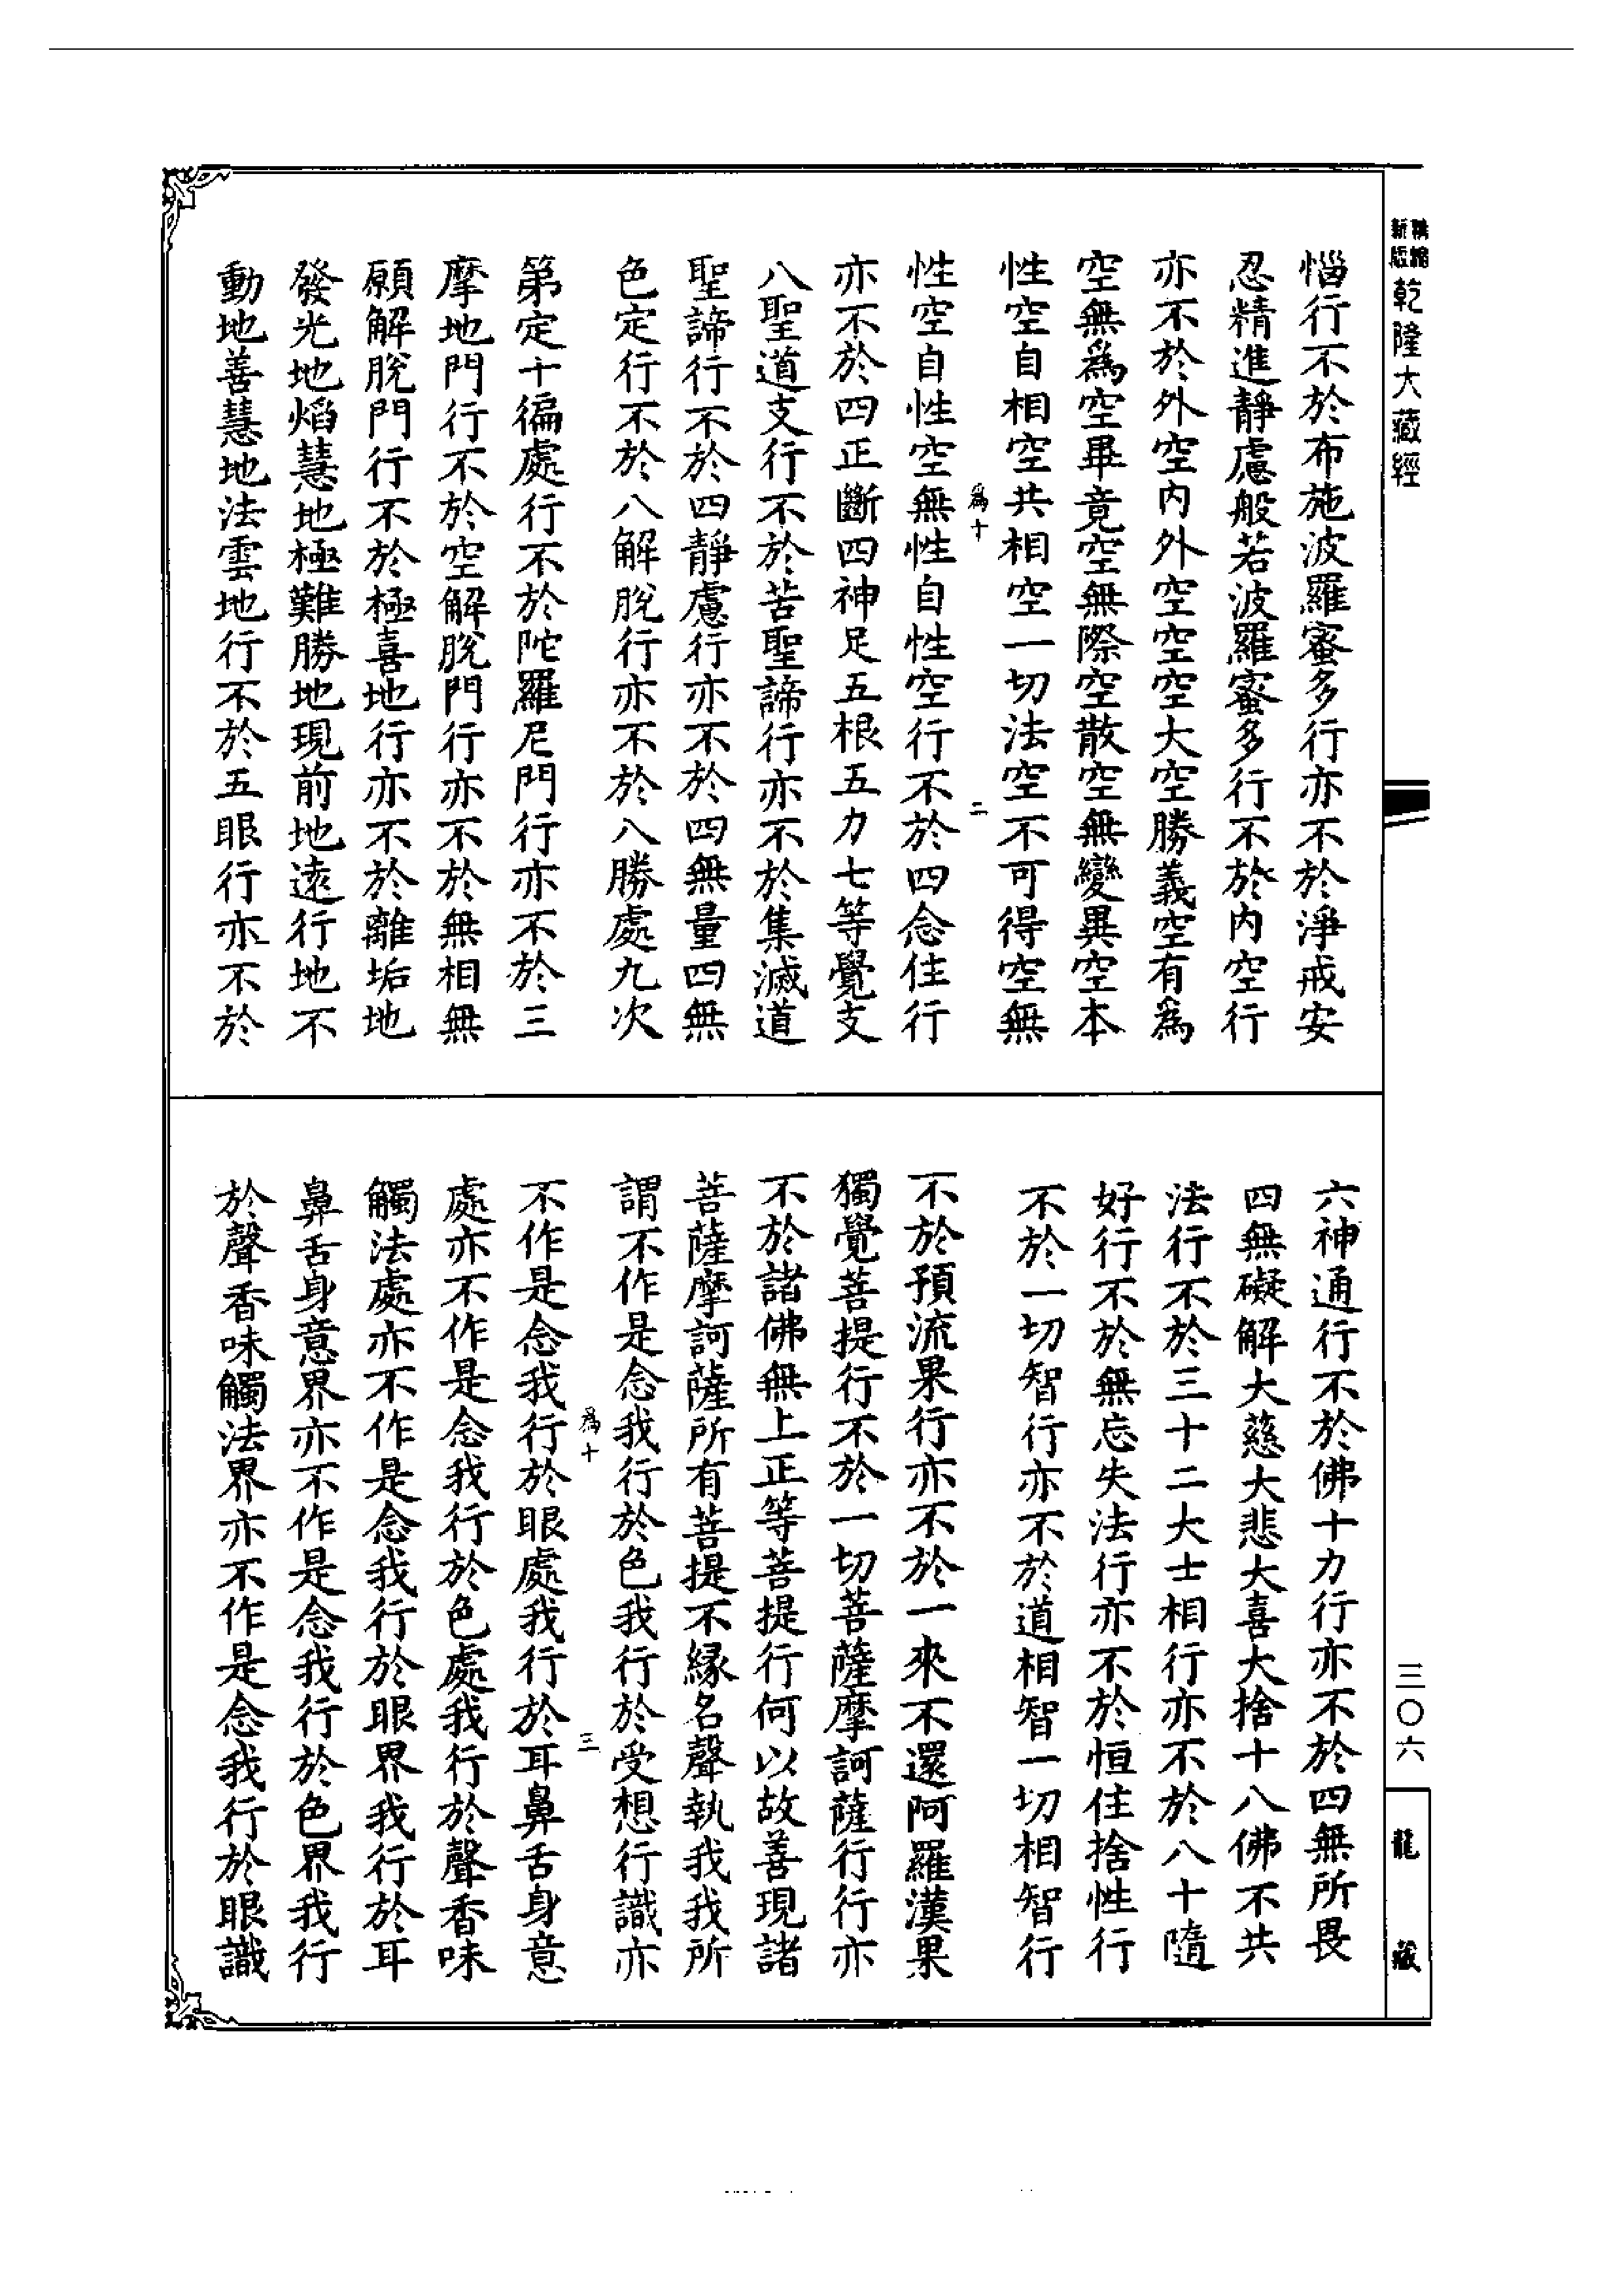 新版精縮乾隆大藏經
三〇六
龍藏
惱行不於布施波羅蜜多行亦不於淨戒安
忍精進靜慮般若波羅蜜多行不於內空行
亦不於外空內外空空空大空勝義空有為
空無為空畢竟空無際空散空無變異空本
性空自相空共相空一切法空不可得空無
為十
二
性空自性空無性自性空行不於四念住行
亦不於四正斷四神足五根五力七等覺支
八聖道支行不於苦聖諦行亦不於集滅道
聖諦行不於四靜慮行亦不於四無量四無
色定行不於八解脫行亦不於八勝處九次
第定十徧處行不於陀羅尼門行亦不於三
摩地門行不於空解脫門行亦不於無相無
願解脫門行不於極喜地行亦不於離垢地
發光地焰慧地極難勝地現前地遠行地不
動地善慧地法雲地行不於五眼行亦不於
六神通行不於佛十力行亦不於四無所畏
四無礙解大慈大悲大喜大捨十八佛不共
法行不於三十二大士相行亦不於八十隨
好行不於無忘失法行亦不於恒住捨性行
不於一切智行亦不於道相智一切相智行
不於預流果行亦不於一來不還阿羅漢果
獨覺菩提行不於一切菩薩摩訶薩行行亦
不於諸佛無上正等菩提行何以故善現諸
菩薩摩訶薩所有菩提不緣名聲執我我所
謂不作是念我行於色我行於受想行識亦
為十
三
不作是念我行於眼處我行於耳鼻舌身意
處亦不作是念我行於色處我行於聲香味
觸法處亦不作是念我行於眼界我行於耳
鼻舌身意界亦不作是念我行於色界我行
於聲香味觸法界亦不作是念我行於眼識